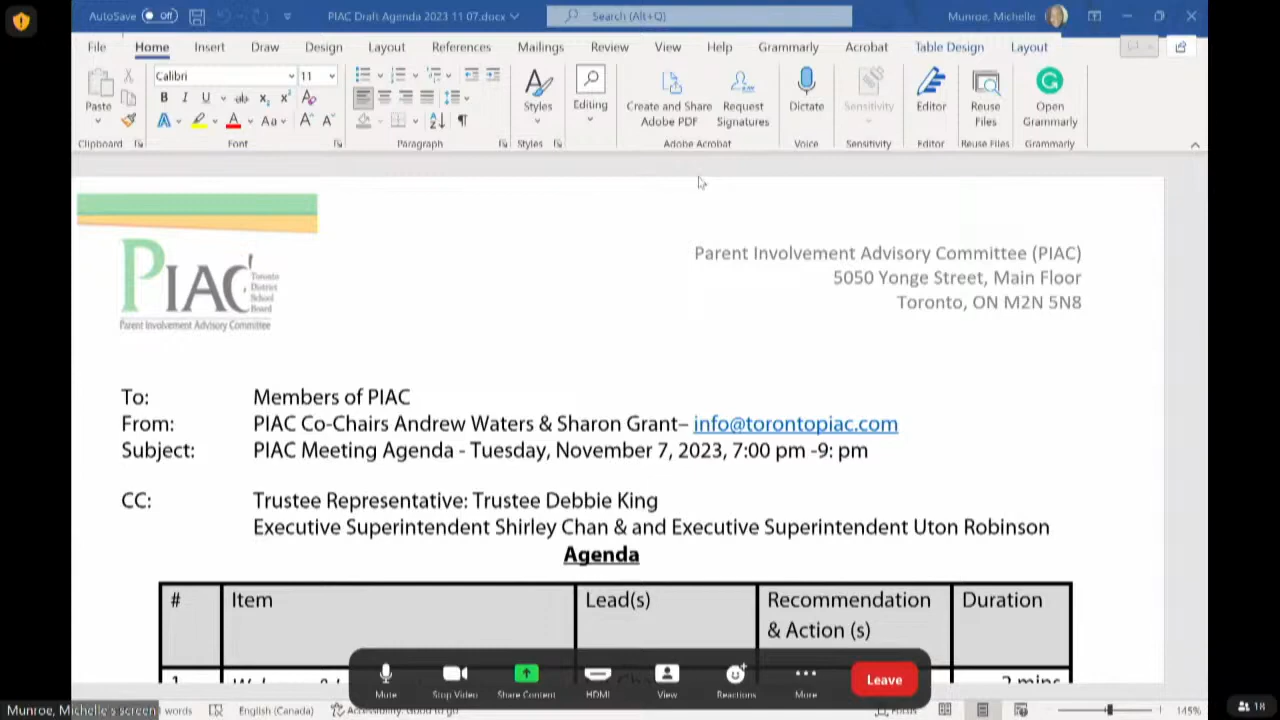 AutoSave Off PIAC Draft Agenda 2023 11 07.docx Search (Alt+Q) Munroe, Michelle
File Home Insert Draw Design Layout References Mailings Review View Help Grammarly Acrobat Table Design Layout
Calibri 11
Paste Styles Editing Create and Share Adobe PDF Request Signatures Dictate Sensitivity Editor Reuse Files Open Grammarly
Clipboard Font Paragraph Styles Adobe Acrobat Voice Sensitivity Editor Reuse Files Grammarly
PIAC
Toronto
District
School
Board
Parent Involvement Advisory Committee
Parent Involvement Advisory Committee (PIAC)
5050 Yonge Street, Main Floor
Toronto, ON M2N 5N8
To: Members of PIAC
From: PIAC Co-Chairs Andrew Waters & Sharon Grant– info@torontopiac.com
Subject: PIAC Meeting Agenda - Tuesday, November 7, 2023, 7:00 pm -9: pm
CC: Trustee Representative: Trustee Debbie King
Executive Superintendent Shirley Chan & and Executive Superintendent Uton Robinson
Agenda
# Item Lead(s) Recommendation & Action (s) Duration
2 mins
Mute Stop Video Share Content HDMI View Reactions More Leave
Munroe, Michelle's screen words English (Canada) Focus 145%
18